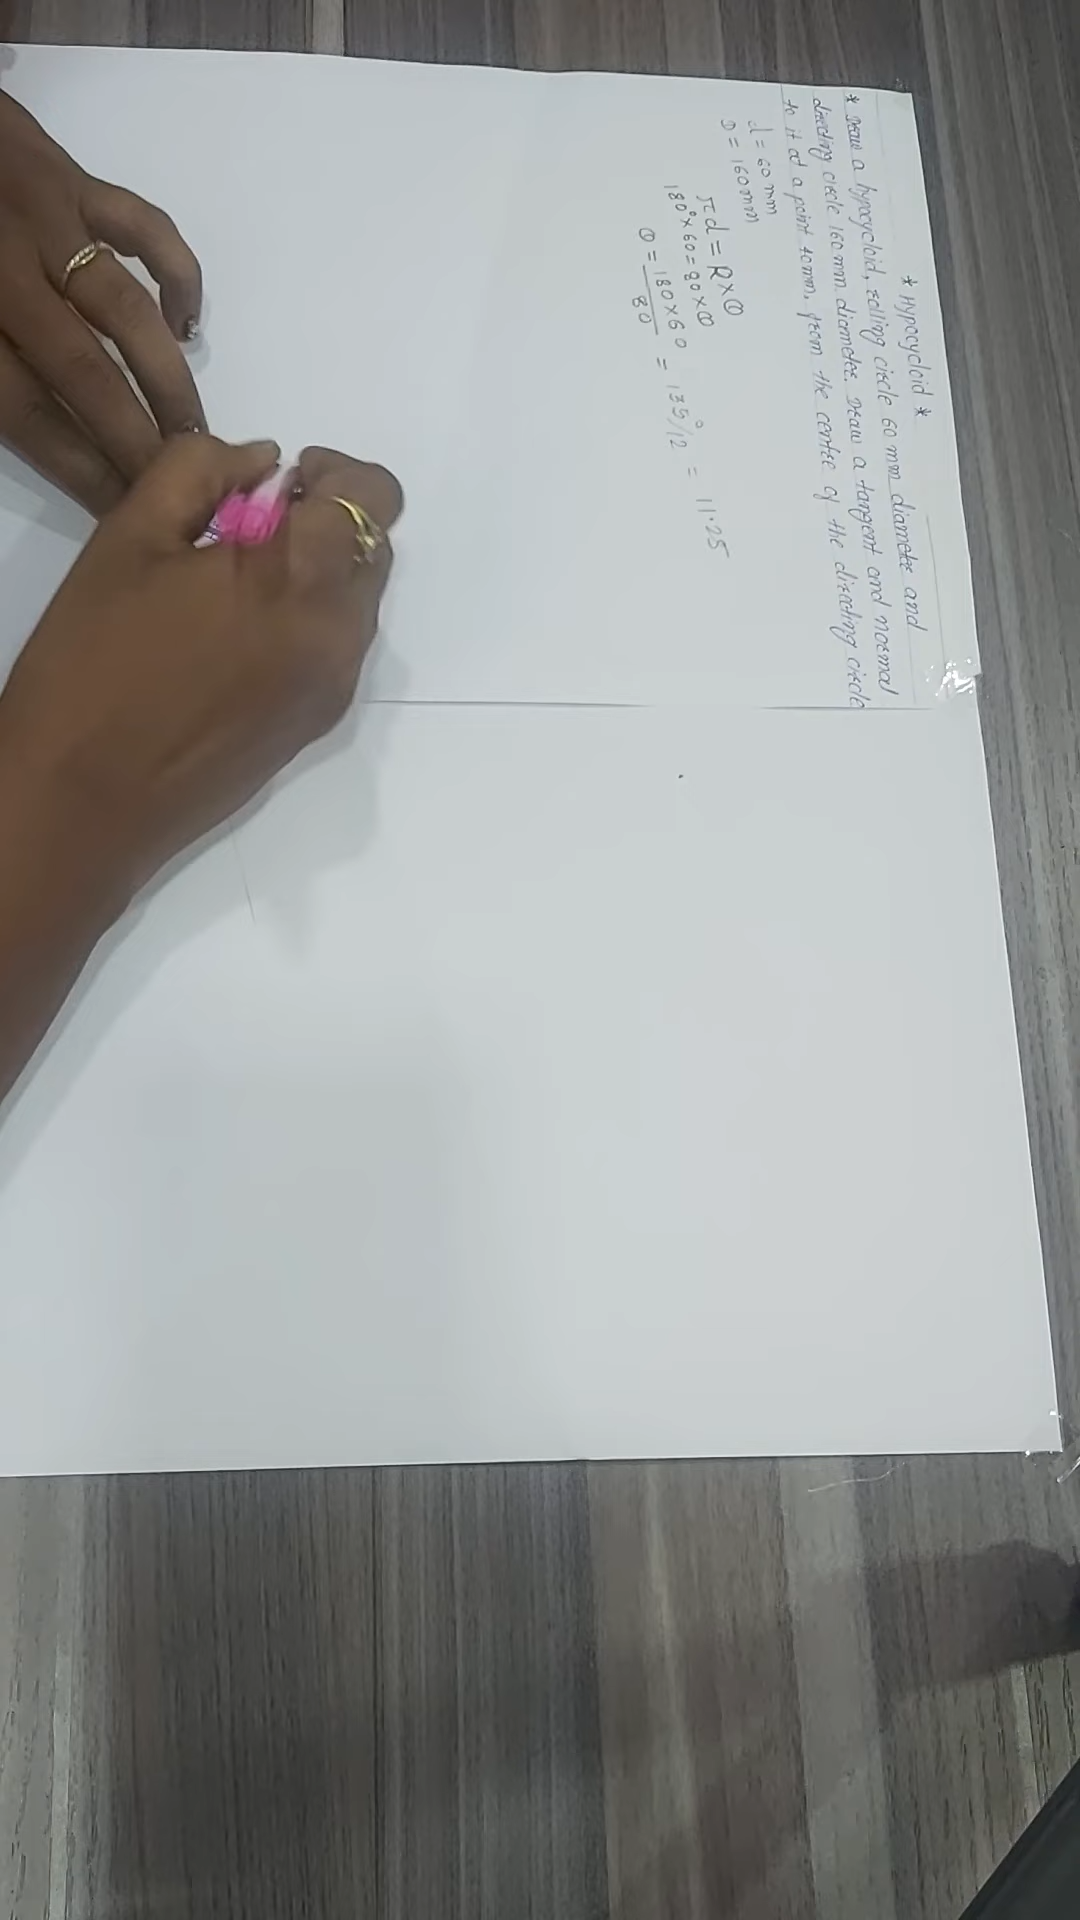 * Hypocycloid *
* Draw a hypocycloid, rolling circle 60 mm diameter and
directing circle 160 mm diameter. Draw a tangent and normal
to it at a point 40mm, from the centre of the directing circle
d = 60 mm
D = 160mm
πd = R×θ
180°×60 = 80×θ
θ = 180×60 / 80 = 135°/12 = 11.25